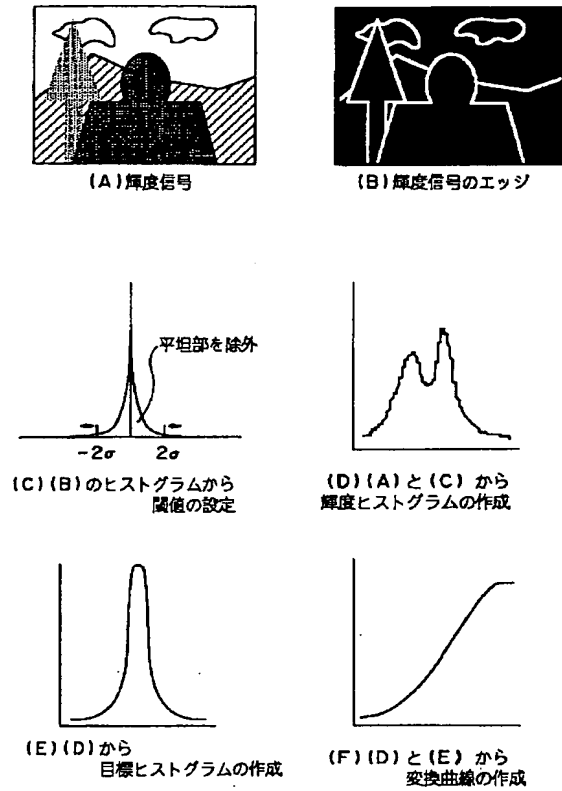 (A)輝度信号
(B)輝度信号のエッジ
平坦部を除外
-2σ 2σ
(C)(B)のヒストグラムから
閾値の設定
(D)(A)と(C)から
輝度ヒストグラムの作成
(E)(D)から
目標ヒストグラムの作成
(F)(D)と(E)から
変換曲線の作成